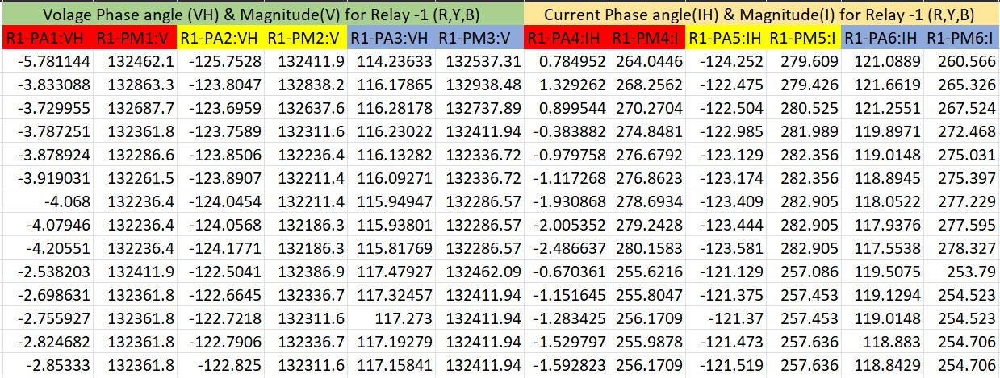 Volage Phase angle (VH) & Magnitude(V) for Relay -1 (R,Y,B) Current Phase angle(IH) & Magnitude(I) for Relay -1 (R,Y,B)
R1-PA1:VH R1-PM1:V R1-PA2:VH R1-PM2:V R1-PA3:VH R1-PM3:V R1-PA4:IH R1-PM4:I R1-PA5:IH R1-PM5:I R1-PA6:IH R1-PM6:I
-5.781144 132462.1 -125.7528 132411.9 114.23633 132537.31 0.784952 264.0446 -124.252 279.609 121.0889 260.566
-3.833088 132863.3 -123.8047 132838.2 116.17865 132938.48 1.329262 268.2562 -122.475 279.426 121.6619 265.326
-3.729955 132687.7 -123.6959 132637.6 116.28178 132737.89 0.899544 270.2704 -122.504 280.525 121.2551 267.524
-3.787251 132361.8 -123.7589 132311.6 116.23022 132411.94 -0.383882 274.8481 -122.985 281.989 119.8971 272.468
-3.878924 132286.6 -123.8506 132236.4 116.13282 132336.72 -0.979758 276.6792 -123.129 282.356 119.0148 275.031
-3.919031 132261.5 -123.8907 132211.4 116.09271 132336.72 -1.117268 276.8623 -123.174 282.356 118.8945 275.397
-4.068 132236.4 -124.0454 132211.4 115.94947 132286.57 -1.930868 278.6934 -123.409 282.905 118.0522 277.229
-4.07946 132236.4 -124.0568 132186.3 115.93801 132286.57 -2.005352 279.2428 -123.444 282.905 117.9376 277.595
-4.20551 132236.4 -124.1771 132186.3 115.81769 132286.57 -2.486637 280.1583 -123.581 282.905 117.5538 278.327
-2.538203 132411.9 -122.5041 132386.9 117.47927 132462.09 -0.670361 255.6216 -121.129 257.086 119.5075 253.79
-2.698631 132361.8 -122.6645 132336.7 117.32457 132411.94 -1.151645 255.8047 -121.375 257.453 119.1294 254.523
-2.755927 132361.8 -122.7218 132311.6 117.273 132411.94 -1.283425 256.1709 -121.37 257.453 119.0148 254.523
-2.824682 132361.8 -122.7906 132336.7 117.19279 132411.94 -1.529797 255.9878 -121.473 257.636 118.883 254.706
-2.85333 132361.8 -122.825 132311.6 117.15841 132411.94 -1.592823 256.1709 -121.519 257.636 118.8429 254.706